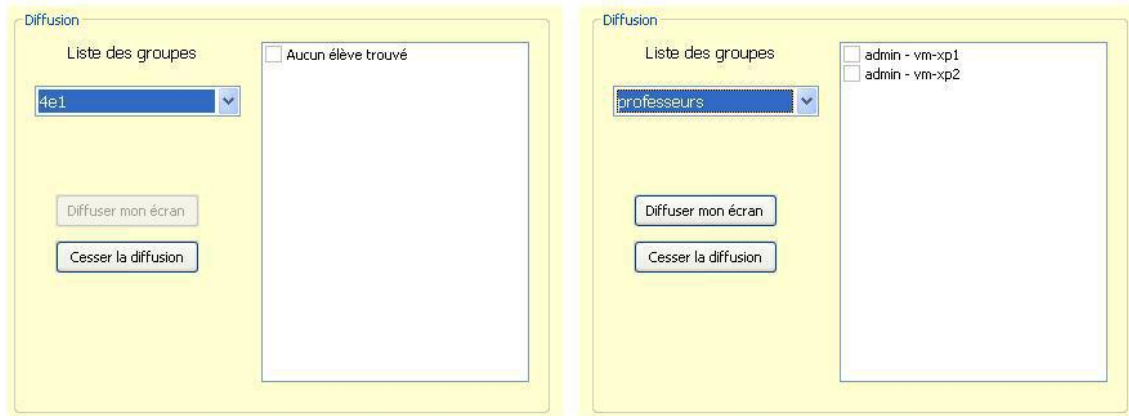 Diffusion
Liste des groupes
4e1
Diffuser mon écran
Cesser la diffusion
Aucun élève trouvé
Diffusion
Liste des groupes
professeurs
Diffuser mon écran
Cesser la diffusion
admin - vm-xp1
admin - vm-xp2